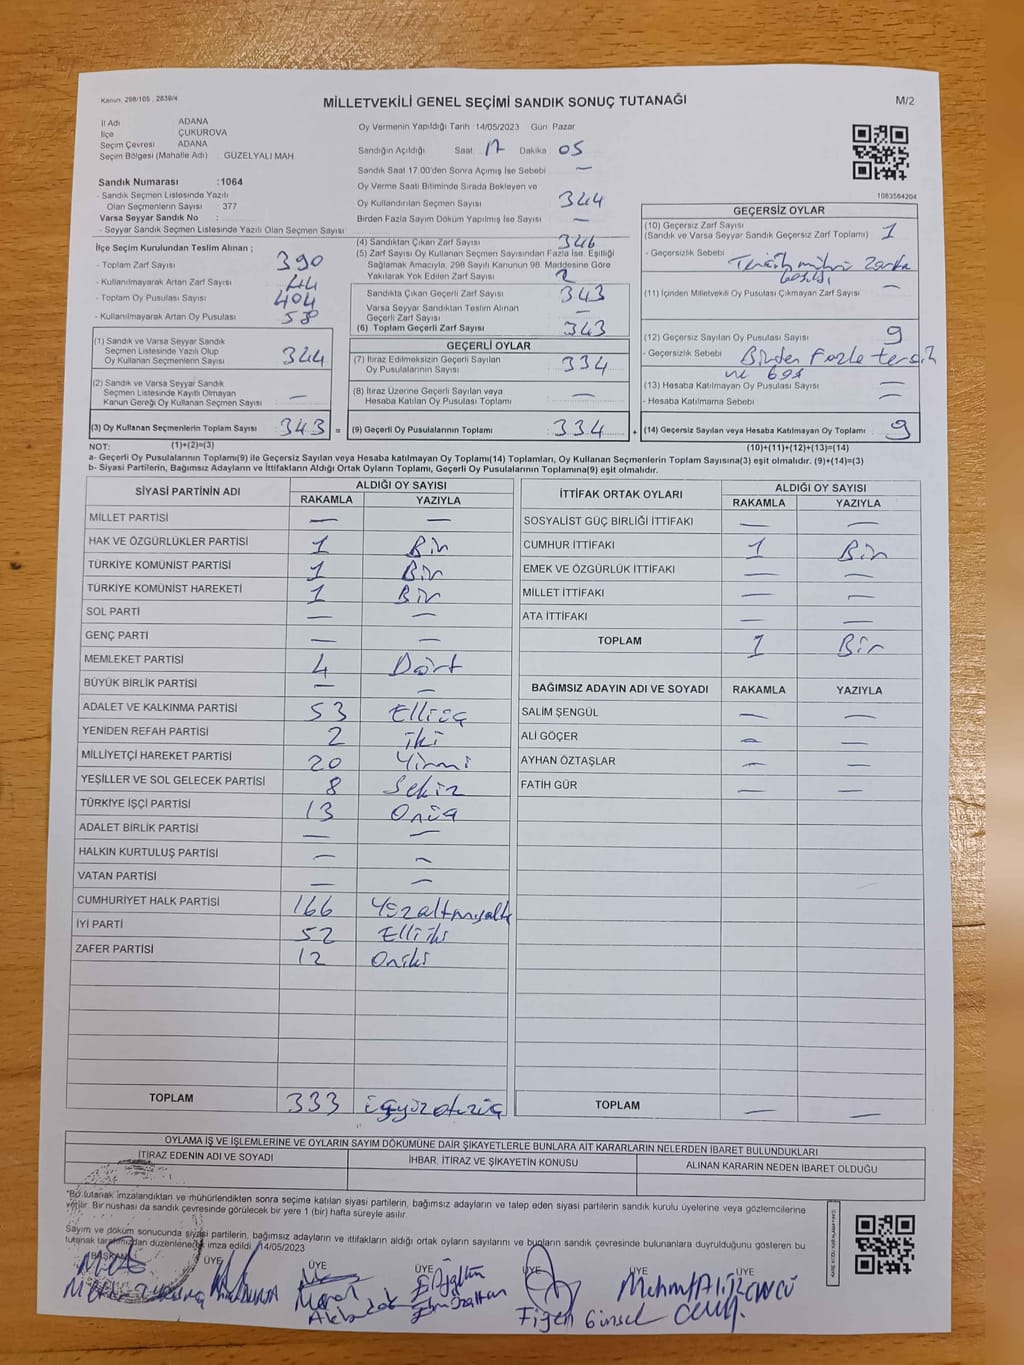 Kanun: 298/105 , 2839/4
MİLLETVEKİLİ GENEL SEÇİMİ SANDIK SONUÇ TUTANAĞI
M/2
İl Adı ADANA
İlçe ÇUKUROVA
Seçim Çevresi ADANA
Seçim Bölgesi (Mahalle Adı) : GÜZELYALI MAH
Sandık Numarası :1064
- Sandık Seçmen Listesinde Yazılı
Olan Seçmenlerin Sayısı : 377
Varsa Seyyar Sandık No :
- Seyyar Sandık Seçmen Listesinde Yazılı Olan Seçmen Sayısı :
Oy Vermenin Yapıldığı Tarih :14/05/2023 Gün: Pazar
Sandığın Açıldığı Saat 17 Dakika 05
Sandık Saat 17.00'den Sonra Açımış İse Sebebi —
Oy Verme Saati Bitiminde Sırada Bekleyen ve
Oy Kullandırılan Seçmen Sayısı 344
Birden Fazla Sayım Döküm Yapılmış İse Sayısı —
1083564204
İlçe Seçim Kurulundan Teslim Alınan ;
- Toplam Zarf Sayısı 390
- Kullanılmayarak Artan Zarf Sayısı 44
- Toplam Oy Pusulası Sayısı 404
- Kullanılmayarak Artan Oy Pusulası 58
(4) Sandıktan Çıkan Zarf Sayısı 346
(5) Zarf Sayısı Oy Kullanan Seçmen Sayısından Fazla İse, Eşitliği
Sağlamak Amacıyla, 298 Sayılı Kanunun 98. Maddesine Göre
Yakılarak Yok Edilen Zarf Sayısı 2
Sandıkta Çıkan Geçerli Zarf Sayısı 343
Varsa Seyyar Sandıktan Teslim Alınan
Geçerli Zarf Sayısı —
(6) Toplam Geçerli Zarf Sayısı 343
GEÇERSİZ OYLAR
(10) Geçersiz Zarf Sayısı
(Sandık ve Varsa Seyyar Sandık Geçersiz Zarf Toplamı) 1
- Geçersizlik Sebebi Tercih mührü Zarfa
(11) İçinden Milletvekili Oy Pusulası Çıkmayan Zarf Sayısı —
(12) Geçersiz Sayılan Oy Pusulası Sayısı 9
- Geçersizlik Sebebi Birden Fazla tercih
ve boş
(13) Hesaba Katılmayan Oy Pusulası Sayısı —
- Hesaba Katılmama Sebebi —
(1) Sandık ve Varsa Seyyar Sandık
Seçmen Listesinde Yazılı Olup
Oy Kullanan Seçmenlerin Sayısı 344
(2) Sandık ve Varsa Seyyar Sandık
Seçmen Listesinde Kayıtlı Olmayan
Kanun Gereği Oy Kullanan Seçmen Sayısı —
GEÇERLİ OYLAR
(7) İtiraz Edilmeksizin Geçerli Sayılan
Oy Pusulalarının Sayısı 334
(8) İtiraz Üzerine Geçerli Sayılan veya
Hesaba Katılan Oy Pusulası Toplamı —
(3) Oy Kullanan Seçmenlerin Toplam Sayısı 343 = (9) Geçerli Oy Pusulalarının Toplamı 334 + (14) Geçersiz Sayılan veya Hesaba Katılmayan Oy Toplamı 9
NOT: (1)+(2)=(3) (10)+(11)+(12)+(13)=(14)
a- Geçerli Oy Pusulalarının Toplamı(9) ile Geçersiz Sayılan veya Hesaba katılmayan Oy Toplamı(14) Toplamları, Oy Kullanan Seçmenlerin Toplam Sayısına(3) eşit olmalıdır. (9)+(14)=(3)
b- Siyasi Partilerin, Bağımsız Adayların ve İttifakların Aldığı Ortak Oyların Toplamı, Geçerli Oy Pusulalarının Toplamına(9) eşit olmalıdır.
SİYASİ PARTİNİN ADI ALDIĞI OY SAYISI
RAKAMLA YAZIYLA
MİLLET PARTİSİ — —
HAK VE ÖZGÜRLÜKLER PARTİSİ 1 Bir
TÜRKİYE KOMÜNİST PARTİSİ 1 Bir
TÜRKİYE KOMÜNİST HAREKETİ 1 Bir
SOL PARTİ — —
GENÇ PARTİ — —
MEMLEKET PARTİSİ 4 Dört
BÜYÜK BİRLİK PARTİSİ — —
ADALET VE KALKINMA PARTİSİ 53 Elliüç
YENİDEN REFAH PARTİSİ 2 iki
MİLLİYETÇİ HAREKET PARTİSİ 20 Yirmi
YEŞİLLER VE SOL GELECEK PARTİSİ 8 Sekiz
TÜRKİYE İŞÇİ PARTİSİ 13 Onüç
ADALET BİRLİK PARTİSİ — —
HALKIN KURTULUŞ PARTİSİ — —
VATAN PARTİSİ — —
CUMHURİYET HALK PARTİSİ 166 Yüzaltmışaltı
İYİ PARTİ 52 Elliiki
ZAFER PARTİSİ 12 Oniki
TOPLAM 333 üçyüzotuzüç
İTTİFAK ORTAK OYLARI ALDIĞI OY SAYISI
RAKAMLA YAZIYLA
SOSYALİST GÜÇ BİRLİĞİ İTTİFAKI — —
CUMHUR İTTİFAKI 1 Bir
EMEK VE ÖZGÜRLÜK İTTİFAKI — —
MİLLET İTTİFAKI — —
ATA İTTİFAKI — —
TOPLAM 1 Bir
BAĞIMSIZ ADAYIN ADI VE SOYADI RAKAMLA YAZIYLA
SALİM ŞENGÜL — —
ALİ GÖÇER — —
AYHAN ÖZTAŞLAR — —
FATİH GÜR — —
TOPLAM — —
OYLAMA İŞ VE İŞLEMLERİNE VE OYLARIN SAYIM DÖKÜMÜNE DAİR ŞİKAYETLERLE BUNLARA AİT KARARLARIN NELERDEN İBARET BULUNDUKLARI
İTİRAZ EDENİN ADI VE SOYADI İHBAR, İTİRAZ VE ŞİKAYETİN KONUSU ALINAN KARARIN NEDEN İBARET OLDUĞU
"Bu tutanak imzalandıktan ve mühürlendikten sonra seçime katılan siyasi partilerin, bağımsız adayların ve talep eden siyasi partilerin sandık kurulu üyelerine veya gözlemcilerine
verilir. Bir nüshası da sandık çevresinde görülecek bir yere 1 (bir) hafta süreyle asılır.
Sayım ve döküm sonucunda siyasi partilerin, bağımsız adayların ve ittifakların aldığı ortak oyların sayılarını ve bunların sandık çevresinde bulunanlara duyrulduğunu gösteren bu
tutanak tarafımızdan düzenlenerek imza edildi. 14/05/2023
BAŞKAN ÜYE ÜYE ÜYE ÜYE ÜYE ÜYE
Figen Günsel